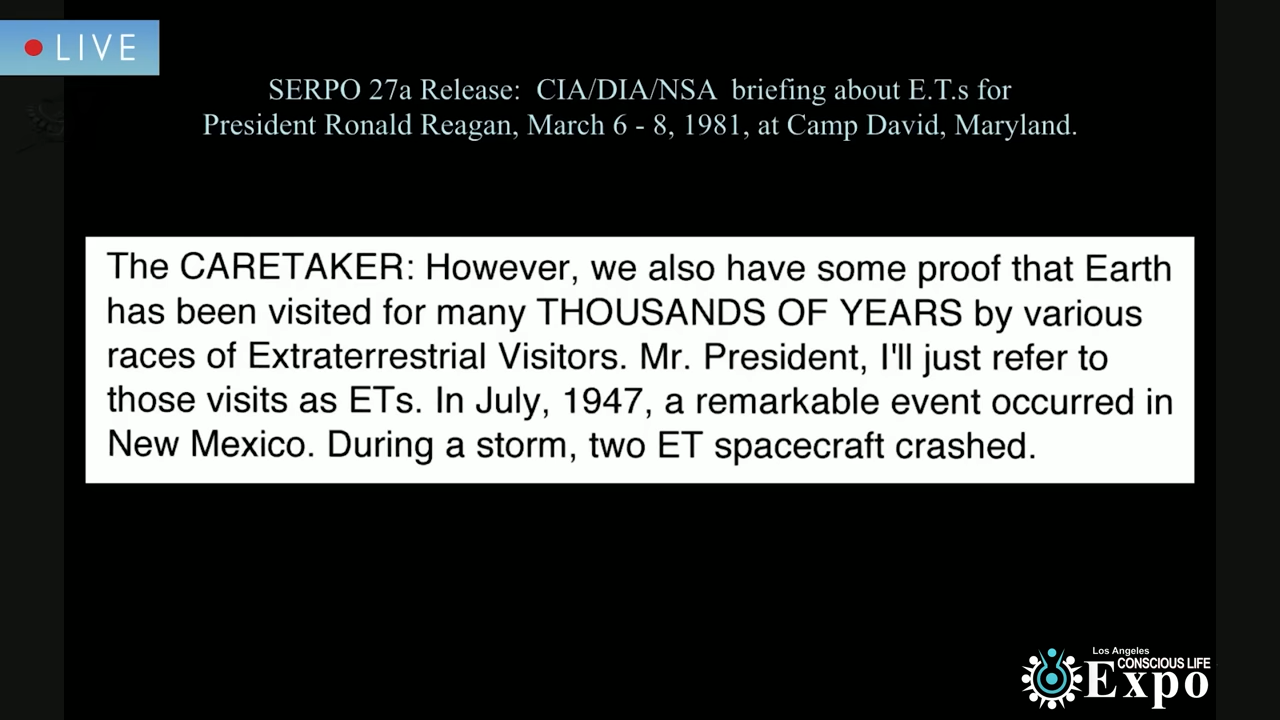 LIVE
SERPO 27a Release: CIA/DIA/NSA briefing about E.T.s for
President Ronald Reagan, March 6 - 8, 1981, at Camp David, Maryland.
The CARETAKER: However, we also have some proof that Earth
has been visited for many THOUSANDS OF YEARS by various
races of Extraterrestrial Visitors. Mr. President, I'll just refer to
those visits as ETs. In July, 1947, a remarkable event occurred in
New Mexico. During a storm, two ET spacecraft crashed.
Los Angeles
CONSCIOUS LIFE
Expo